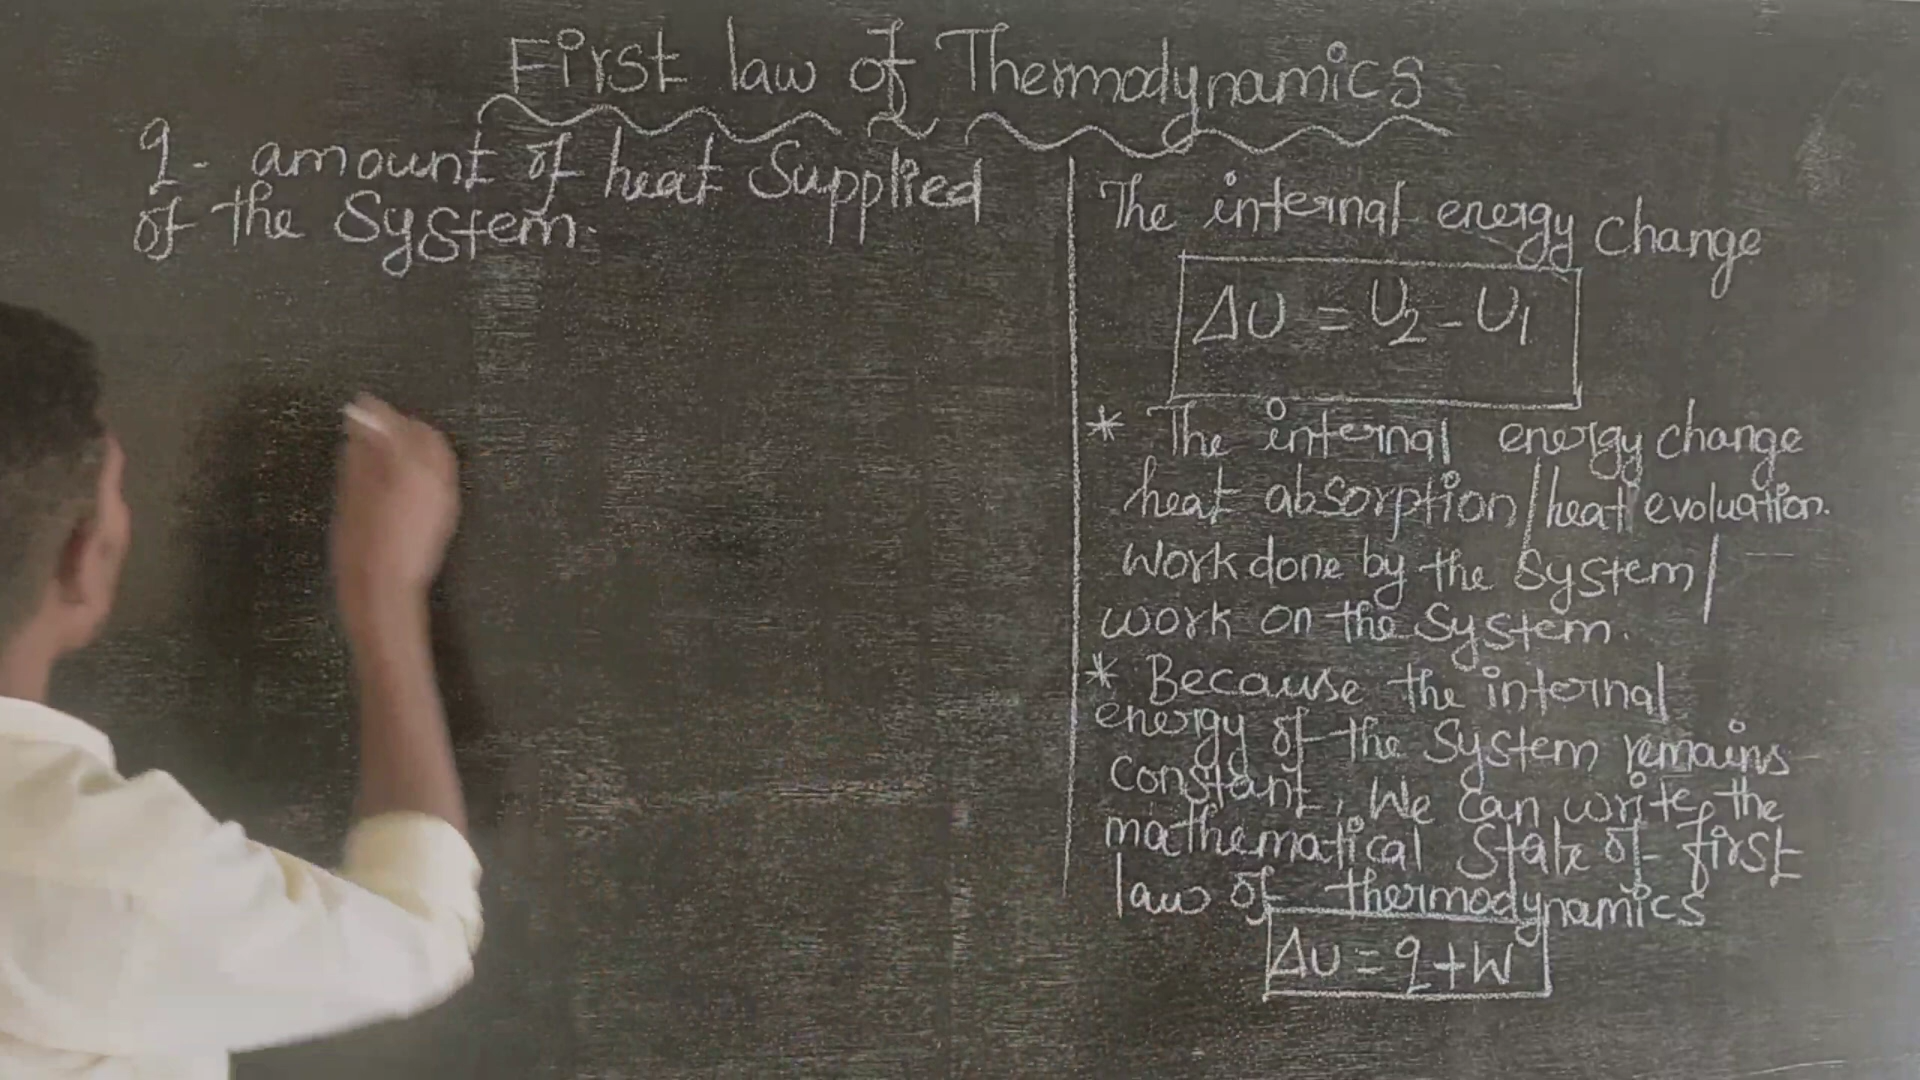 First law of Thermodynamics
q - amount of heat Supplied
of the System.
The internal energy change
ΔU = U₂ - U₁
* The internal energy change
heat absorption / heat evoluation.
work done by the System /
work on the System.
* Because the internal
energy of the System remains
constant, We can write the
mathematical State of first
law of thermodynamics
ΔU = q + W